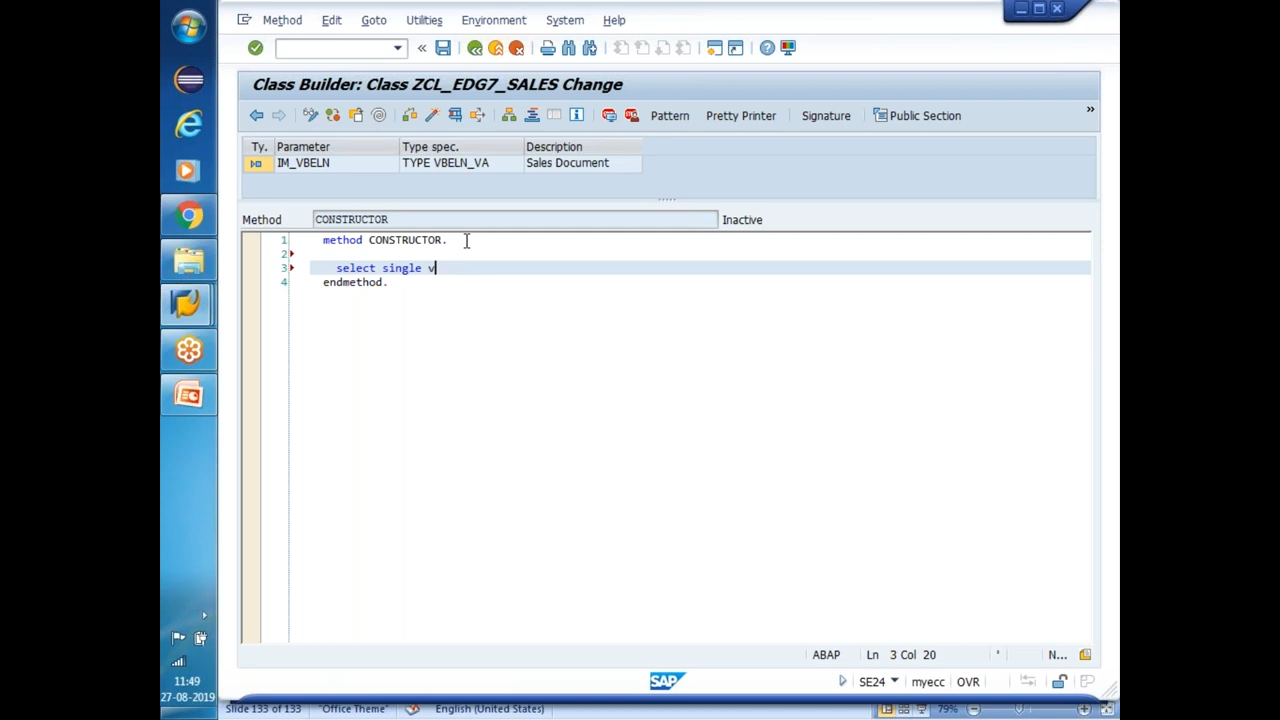 Method Edit Goto Utilities Environment System Help
Class Builder: Class ZCL_EDG7_SALES Change
Pattern Pretty Printer Signature Public Section
Ty. Parameter Type spec. Description
IM_VBELN TYPE VBELN_VA Sales Document
Method CONSTRUCTOR Inactive
1 method CONSTRUCTOR.
2
3 select single v
4 endmethod.
ABAP Ln 3 Col 20 N...
SAP SE24 myecc OVR
11:49
27-08-2019
Slide 133 of 133 "Office Theme" English (United States) 79%